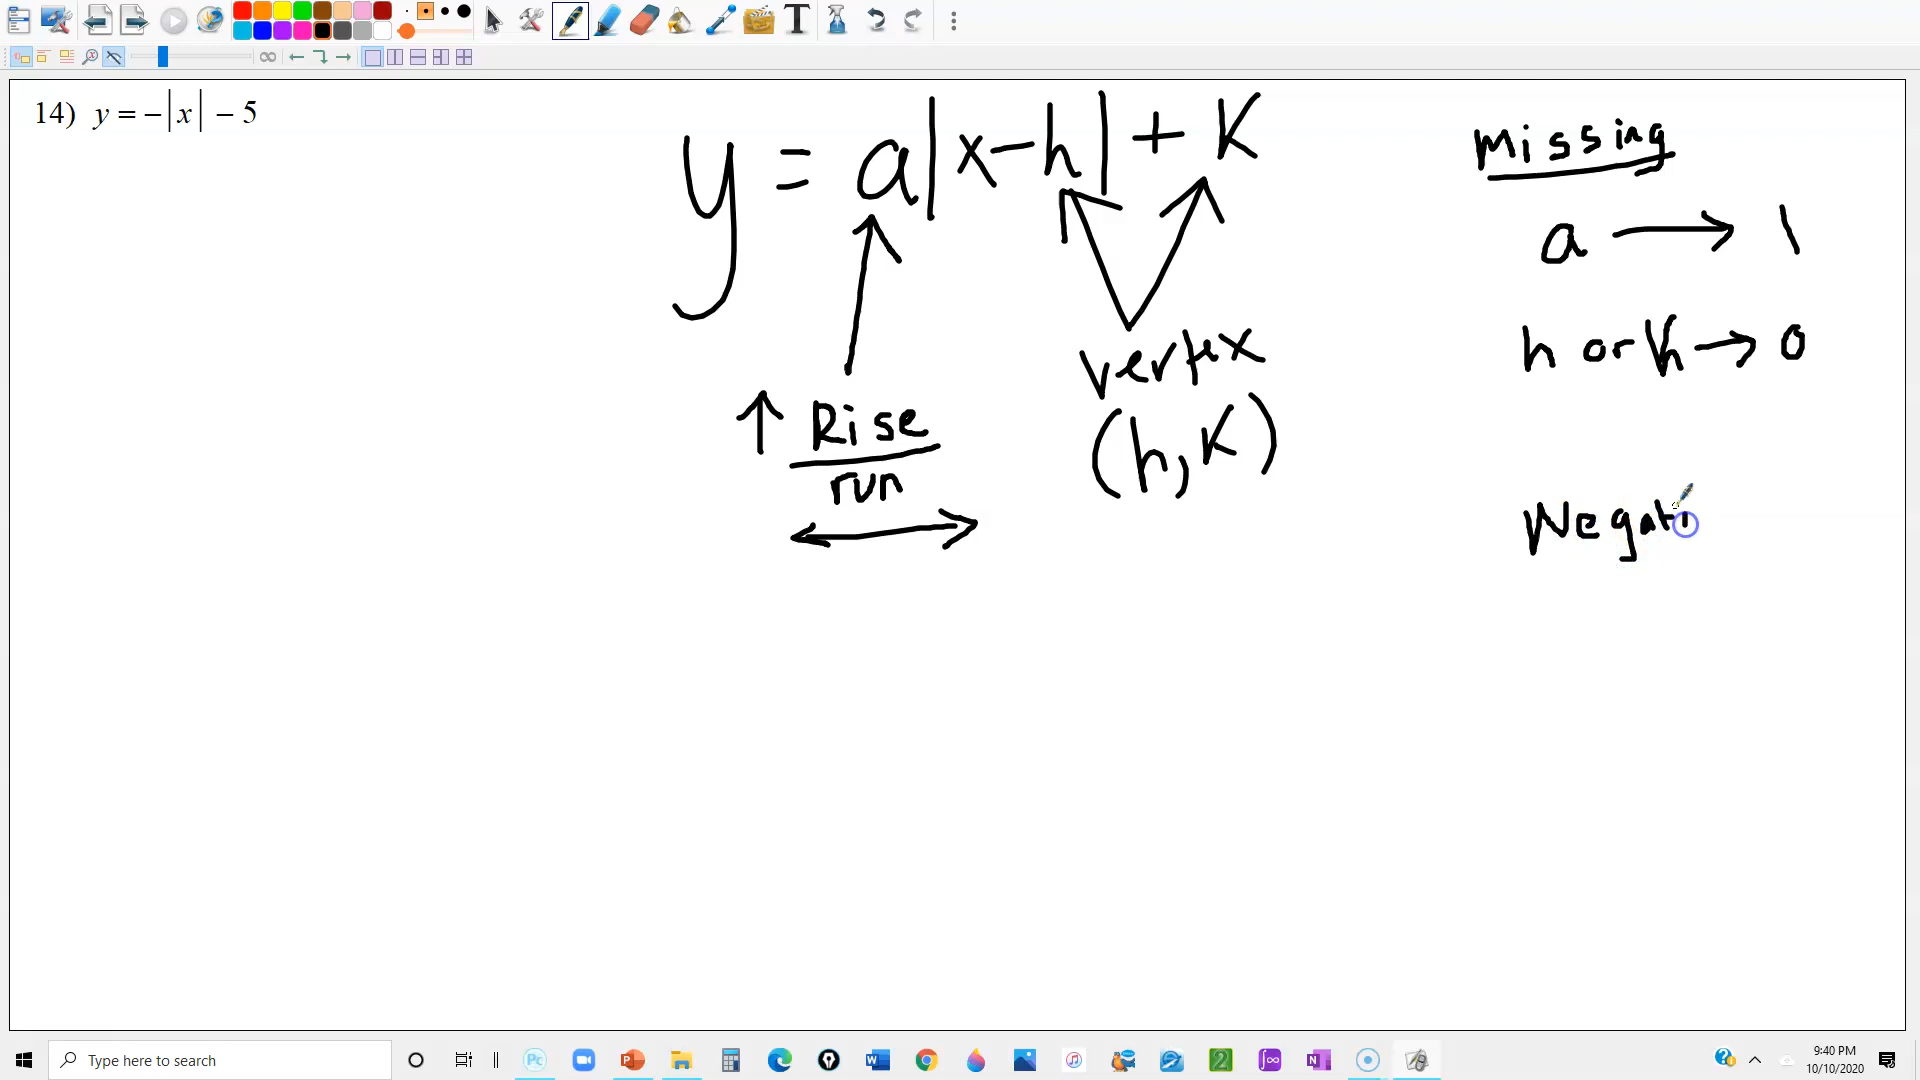 14) y = -|x| - 5
y = a|x-h| + K
Missing
a → 1
h or k → 0
vertex
(h, K)
↑ Rise
run
Negati
Type here to search
9:40 PM
10/10/2020